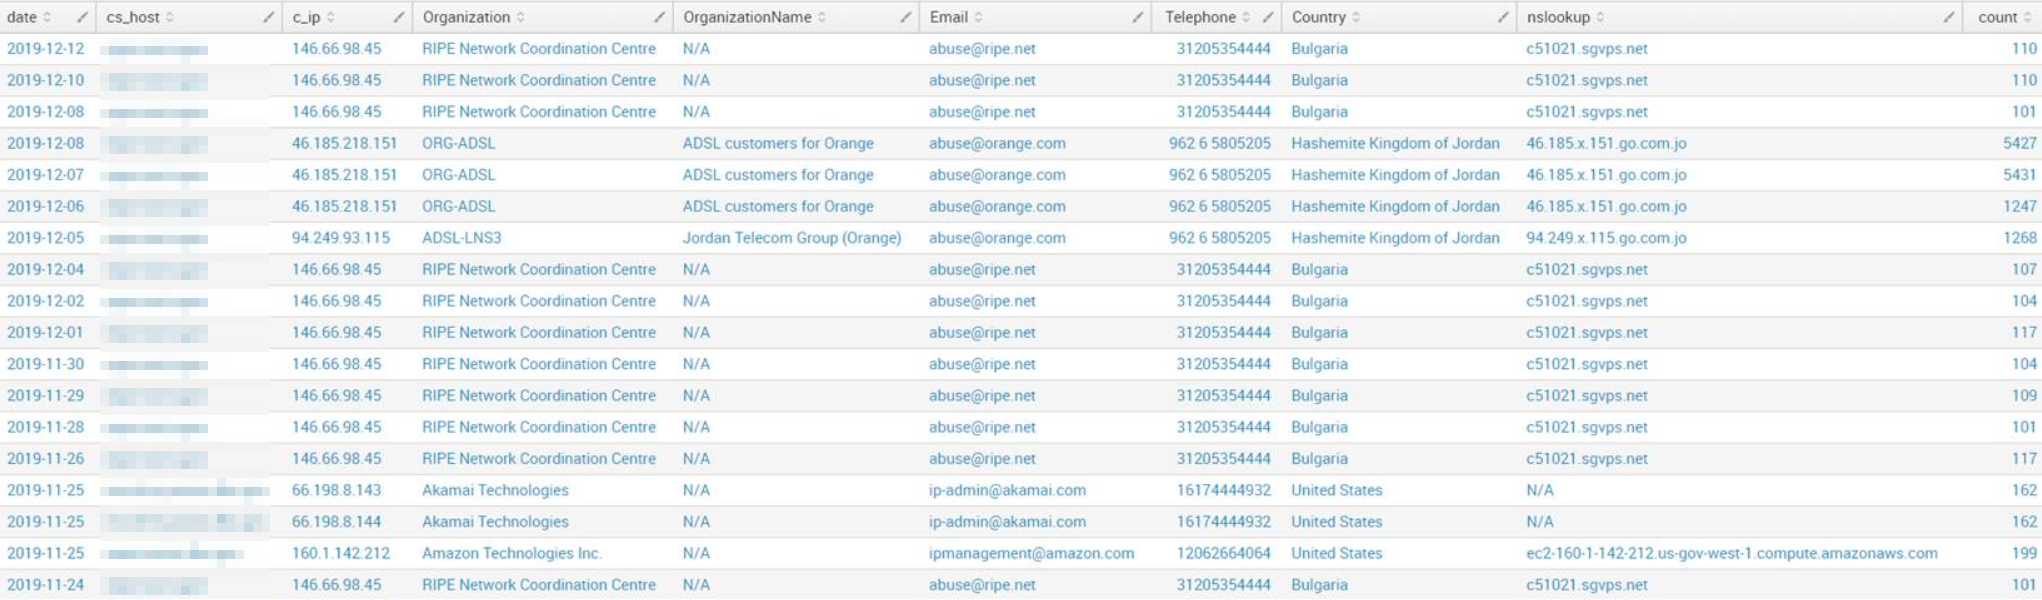 date cs_host c_ip Organization OrganizationName Email Telephone Country nslookup count
2019-12-12 146.66.98.45 RIPE Network Coordination Centre N/A abuse@ripe.net 31205354444 Bulgaria c51021.sgvps.net 110
2019-12-10 146.66.98.45 RIPE Network Coordination Centre N/A abuse@ripe.net 31205354444 Bulgaria c51021.sgvps.net 110
2019-12-08 146.66.98.45 RIPE Network Coordination Centre N/A abuse@ripe.net 31205354444 Bulgaria c51021.sgvps.net 101
2019-12-08 46.185.218.151 ORG-ADSL ADSL customers for Orange abuse@orange.com 962 6 5805205 Hashemite Kingdom of Jordan 46.185.x.151.go.com.jo 5427
2019-12-07 46.185.218.151 ORG-ADSL ADSL customers for Orange abuse@orange.com 962 6 5805205 Hashemite Kingdom of Jordan 46.185.x.151.go.com.jo 5431
2019-12-06 46.185.218.151 ORG-ADSL ADSL customers for Orange abuse@orange.com 962 6 5805205 Hashemite Kingdom of Jordan 46.185.x.151.go.com.jo 1247
2019-12-05 94.249.93.115 ADSL-LNS3 Jordan Telecom Group (Orange) abuse@orange.com 962 6 5805205 Hashemite Kingdom of Jordan 94.249.x.115.go.com.jo 1268
2019-12-04 146.66.98.45 RIPE Network Coordination Centre N/A abuse@ripe.net 31205354444 Bulgaria c51021.sgvps.net 107
2019-12-02 146.66.98.45 RIPE Network Coordination Centre N/A abuse@ripe.net 31205354444 Bulgaria c51021.sgvps.net 104
2019-12-01 146.66.98.45 RIPE Network Coordination Centre N/A abuse@ripe.net 31205354444 Bulgaria c51021.sgvps.net 117
2019-11-30 146.66.98.45 RIPE Network Coordination Centre N/A abuse@ripe.net 31205354444 Bulgaria c51021.sgvps.net 104
2019-11-29 146.66.98.45 RIPE Network Coordination Centre N/A abuse@ripe.net 31205354444 Bulgaria c51021.sgvps.net 109
2019-11-28 146.66.98.45 RIPE Network Coordination Centre N/A abuse@ripe.net 31205354444 Bulgaria c51021.sgvps.net 101
2019-11-26 146.66.98.45 RIPE Network Coordination Centre N/A abuse@ripe.net 31205354444 Bulgaria c51021.sgvps.net 117
2019-11-25 66.198.8.143 Akamai Technologies N/A ip-admin@akamai.com 16174444932 United States N/A 162
2019-11-25 66.198.8.144 Akamai Technologies N/A ip-admin@akamai.com 16174444932 United States N/A 162
2019-11-25 160.1.142.212 Amazon Technologies Inc. N/A ipmanagement@amazon.com 12062664064 United States ec2-160-1-142-212.us-gov-west-1.compute.amazonaws.com 199
2019-11-24 146.66.98.45 RIPE Network Coordination Centre N/A abuse@ripe.net 31205354444 Bulgaria c51021.sgvps.net 101